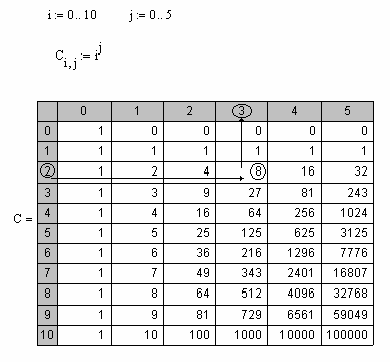 i := 0 .. 10 j := 0 .. 5
C i,j := i^j
0 1 2 3 4 5
0 1 0 0 0 0 0
1 1 1 1 1 1 1
2 1 2 4 8 16 32
3 1 3 9 27 81 243
C = 4 1 4 16 64 256 1024
5 1 5 25 125 625 3125
6 1 6 36 216 1296 7776
7 1 7 49 343 2401 16807
8 1 8 64 512 4096 32768
9 1 9 81 729 6561 59049
10 1 10 100 1000 10000 100000